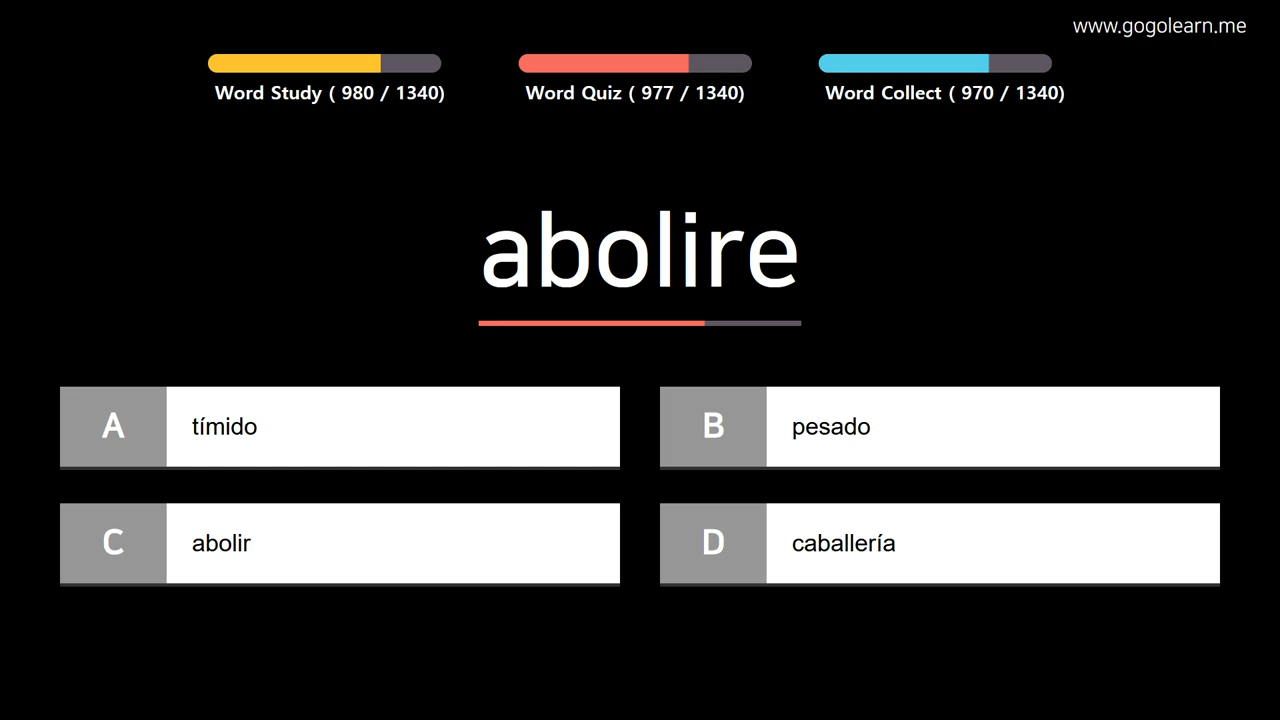 www.gogolearn.me
Word Study ( 980 / 1340)
Word Quiz ( 977 / 1340)
Word Collect ( 970 / 1340)
abolire
A tímido
B pesado
C abolir
D caballería